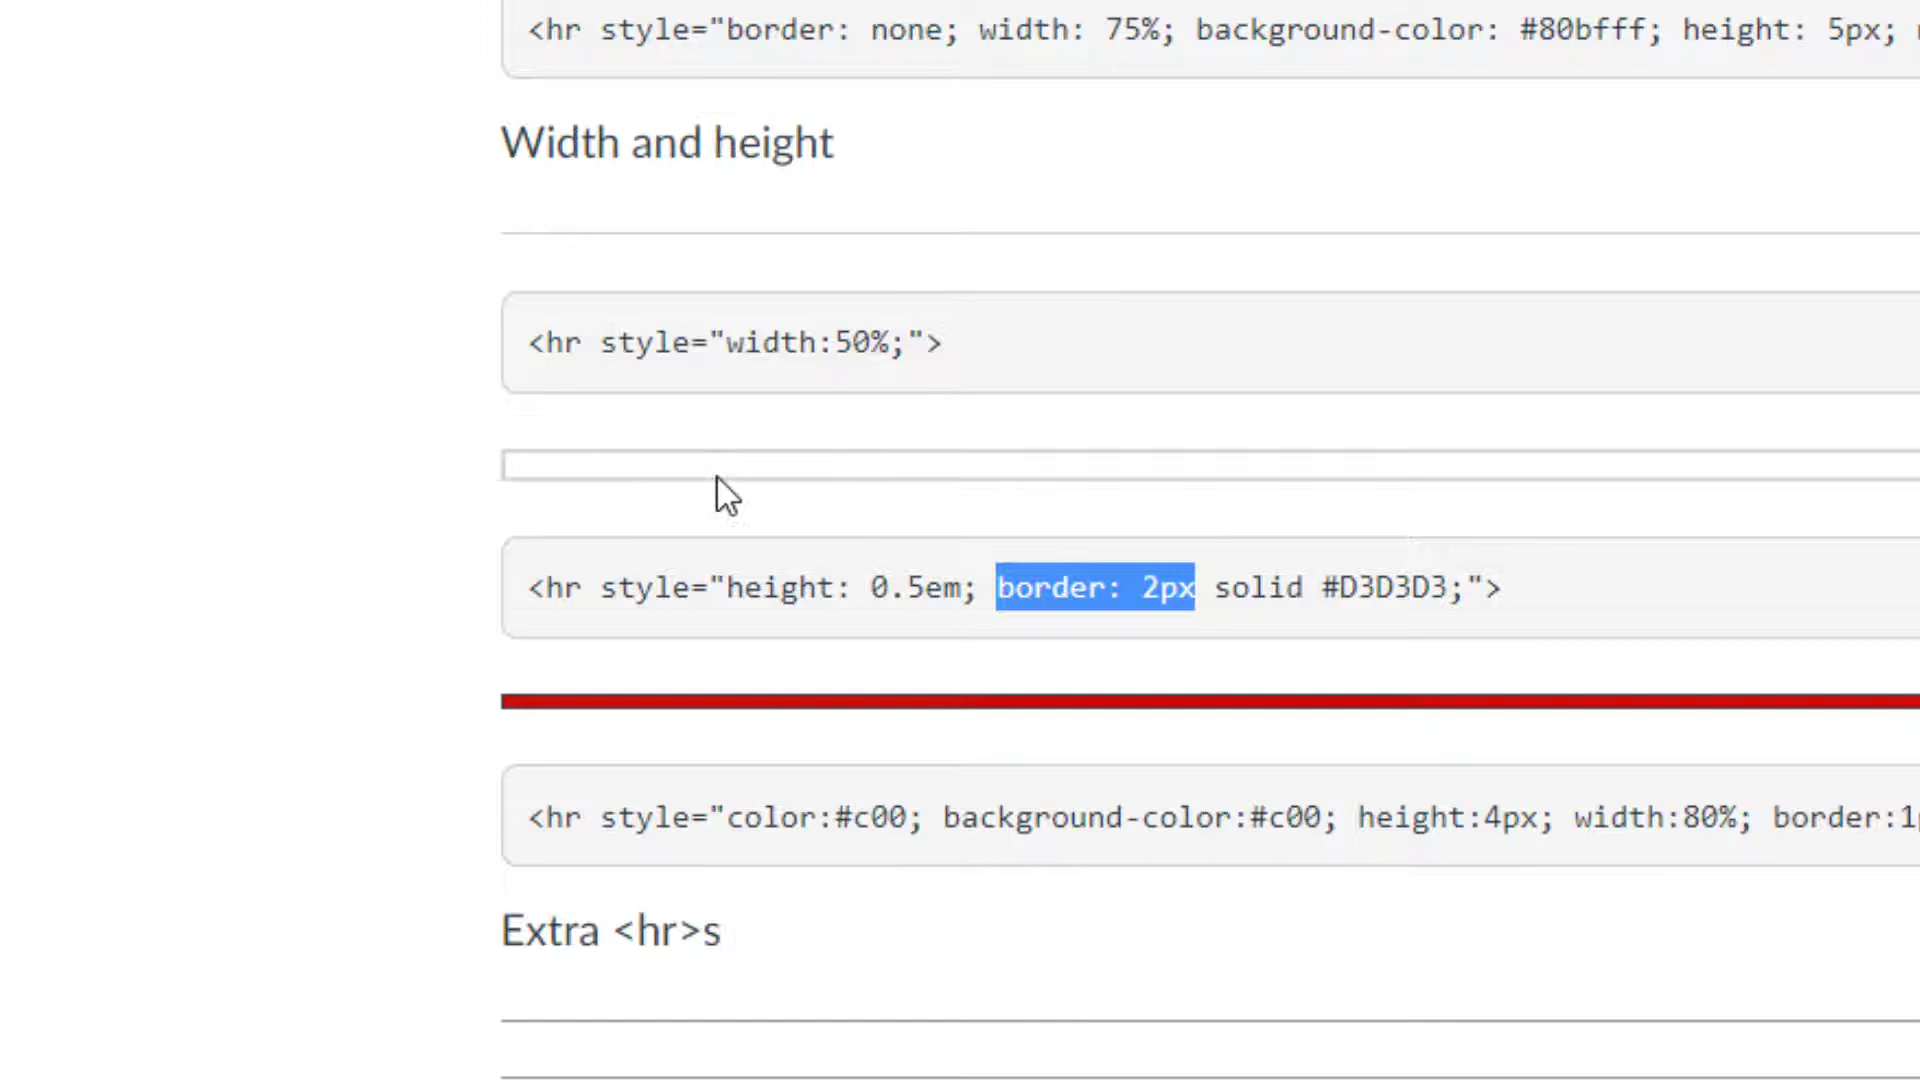 <hr style="border: none; width: 75%; background-color: #80bfff; height: 5px;
Width and height
<hr style="width:50%;">
<hr style="height: 0.5em; border: 2px solid #D3D3D3;">
<hr style="color:#c00; background-color:#c00; height:4px; width:80%; border:1
Extra <hr>s